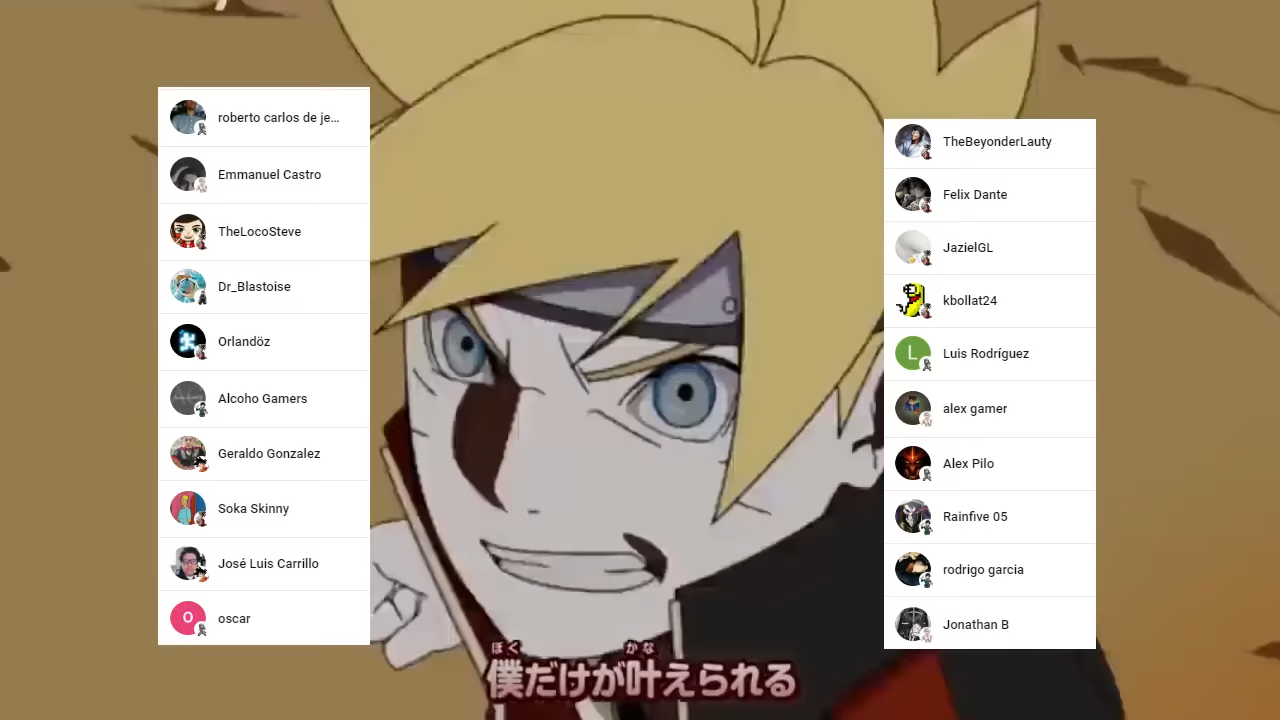 roberto carlos de je...
Emmanuel Castro
TheLocoSteve
Dr_Blastoise
Orlandöz
Alcoho Gamers
Geraldo Gonzalez
Soka Skinny
José Luis Carrillo
O
oscar
TheBeyonderLauty
Felix Dante
JazielGL
kbollat24
L
Luis Rodríguez
alex gamer
Alex Pilo
Rainfive 05
rodrigo garcia
Jonathan B
ぼく かな
僕だけが叶えられる